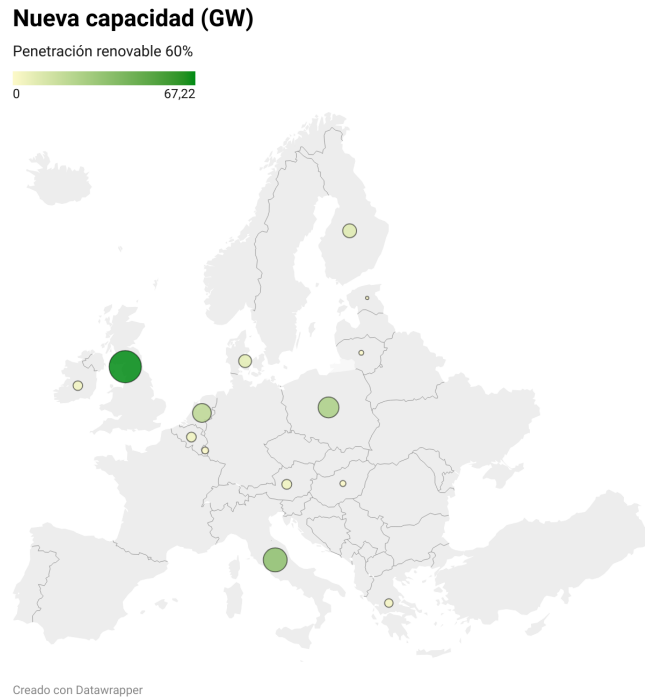 Nueva capacidad (GW)
Penetración renovable 60%
0 67,22
Creado con Datawrapper